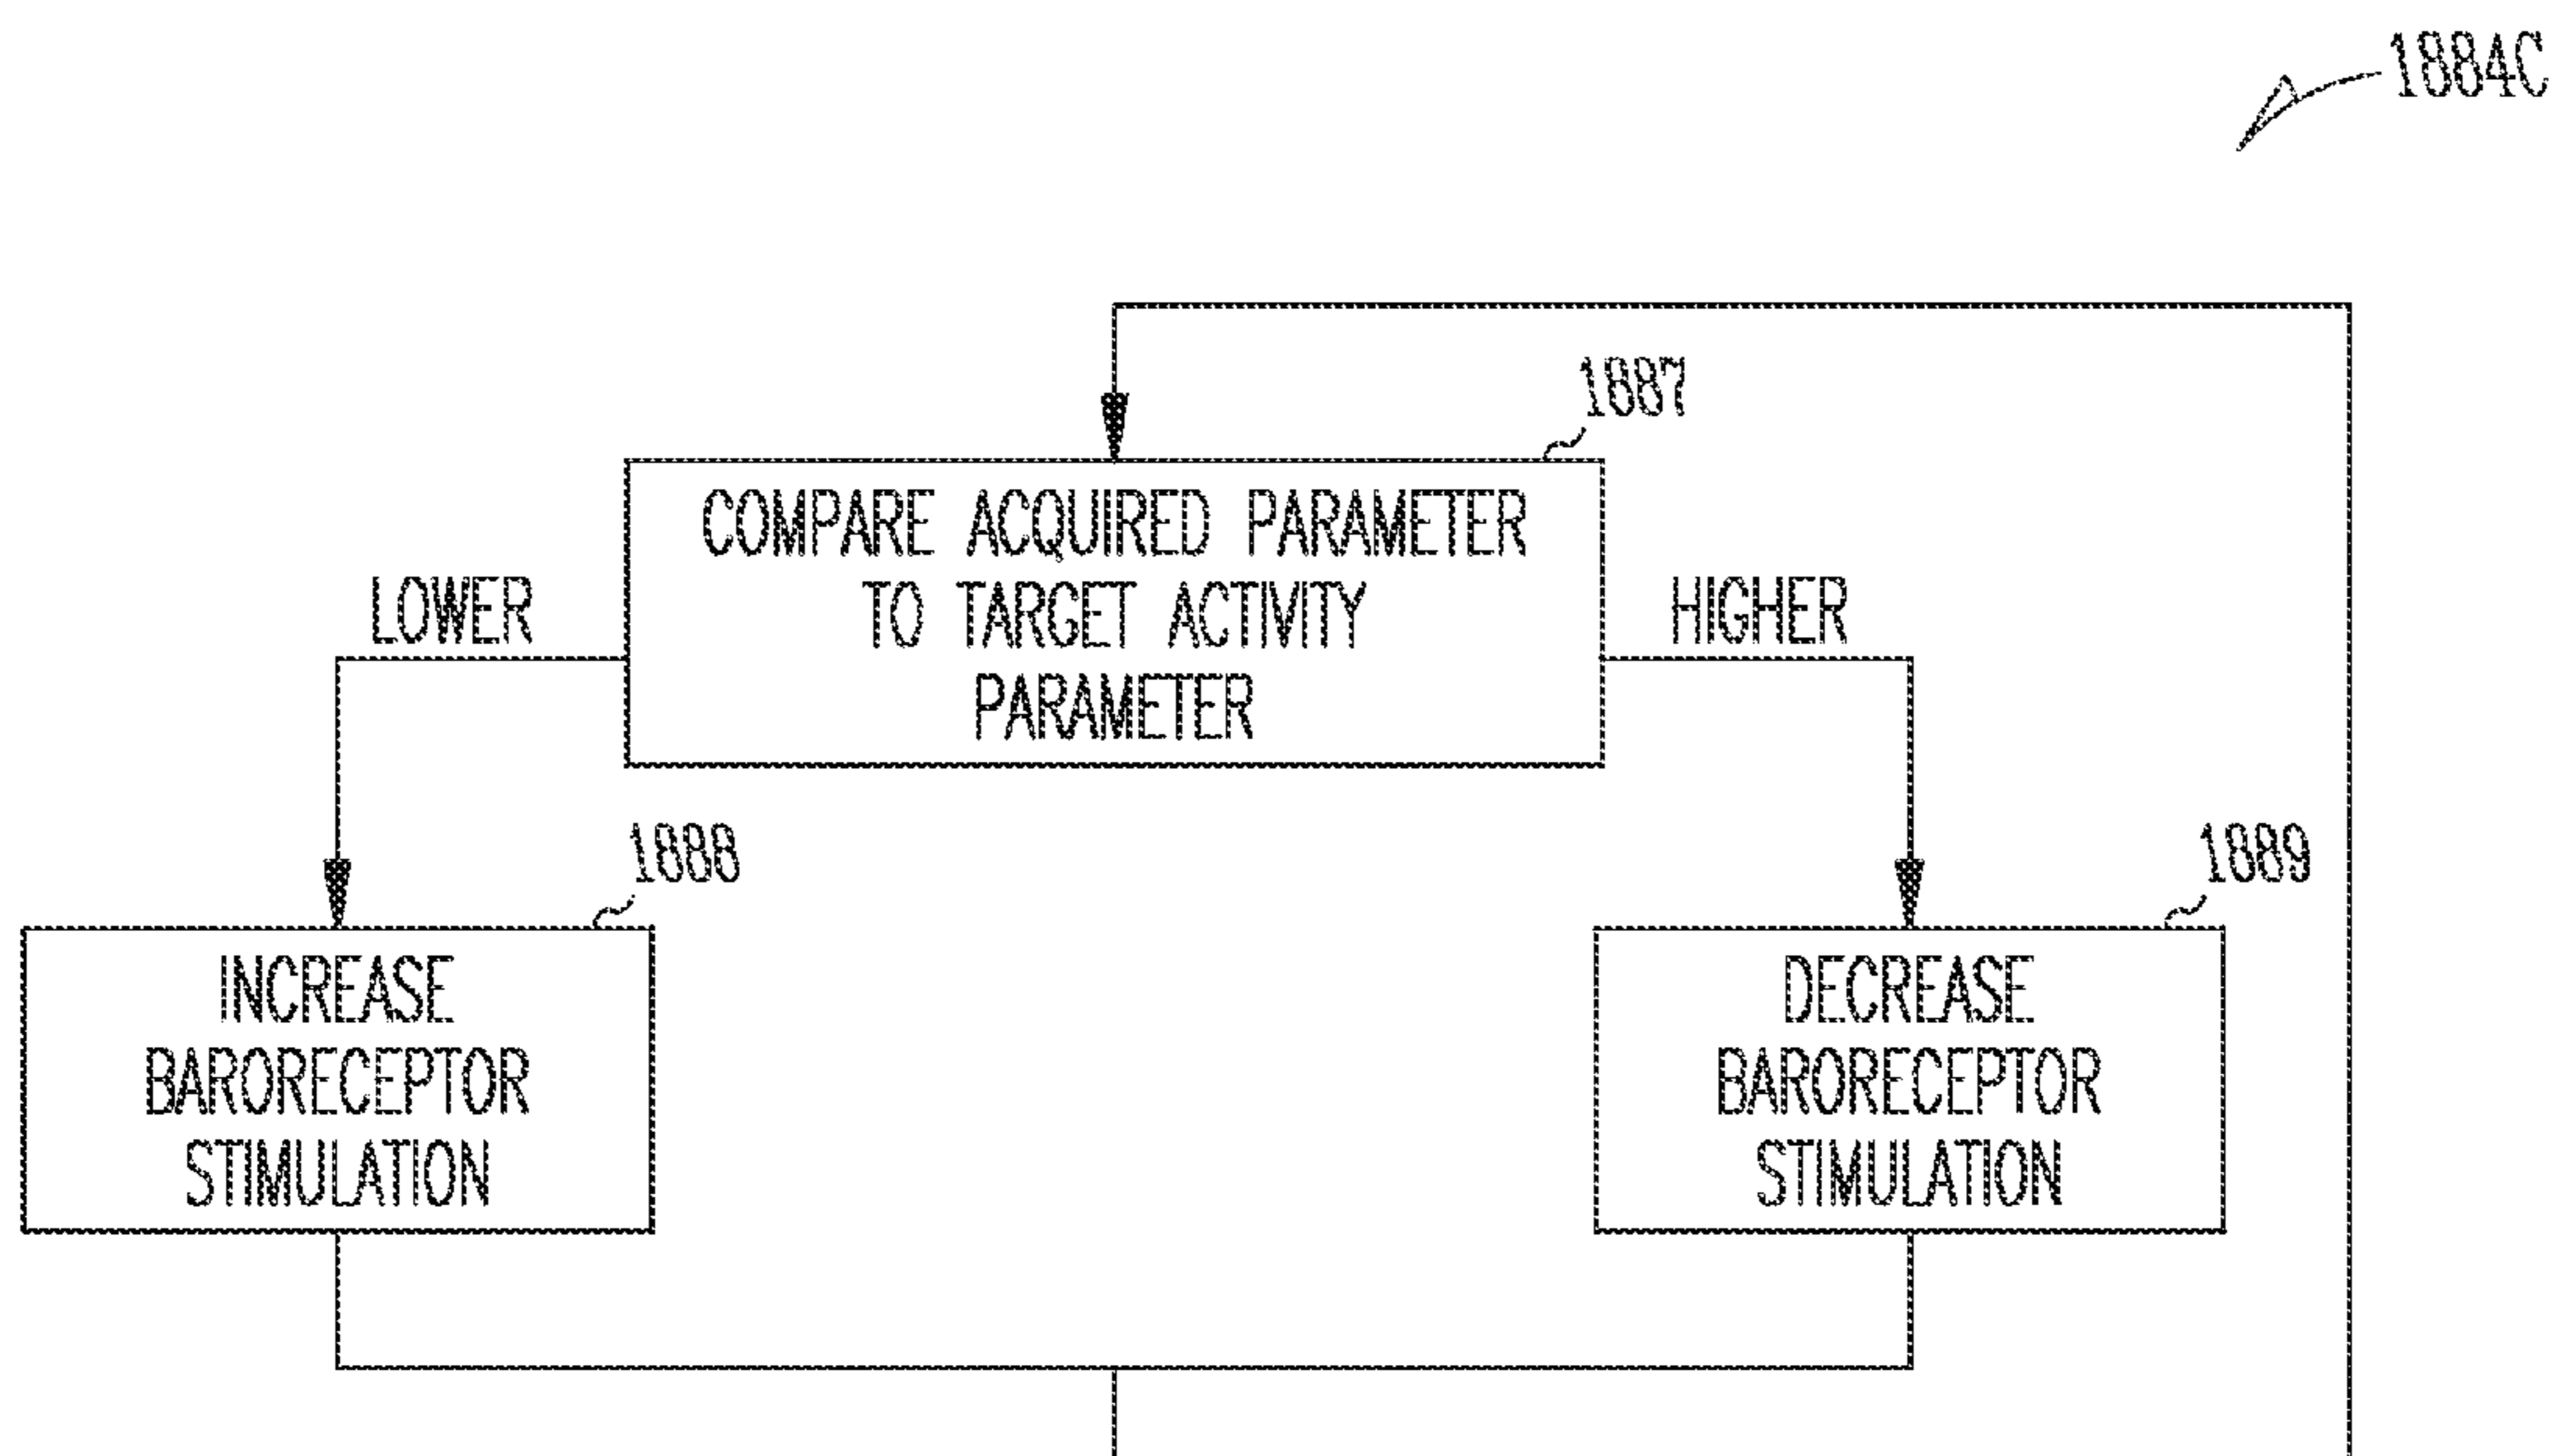 1884C
1887
COMPARE ACQUIRED PARAMETER
TO TARGET ACTIVITY
PARAMETER
LOWER
HIGHER
1888
INCREASE
BARORECEPTOR
STIMULATION
1889
DECREASE
BARORECEPTOR
STIMULATION